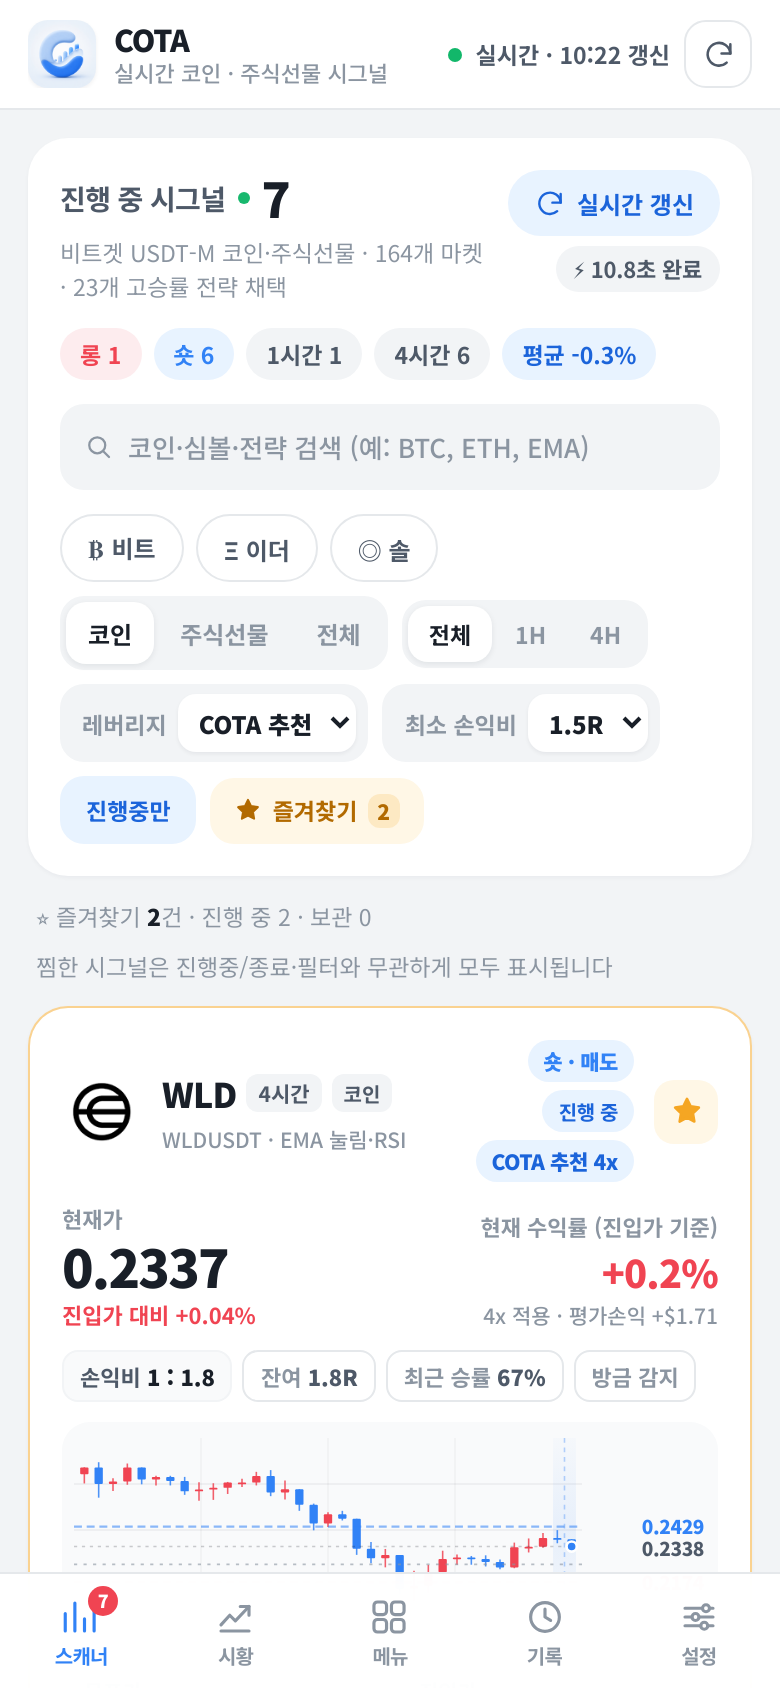 COTA
실시간 코인 · 주식선물 시그널
실시간 · 10:22 갱신
진행 중 시그널 7
실시간 갱신
비트겟 USDT-M 코인·주식선물 · 164개 마켓
· 23개 고승률 전략 채택
⚡ 10.8초 완료
롱 1
숏 6
1시간 1
4시간 6
평균 -0.3%
코인·심볼·전략 검색 (예: BTC, ETH, EMA)
₿ 비트
Ξ 이더
◎ 솔
코인
주식선물
전체
전체
1H
4H
레버리지
COTA 추천
최소 손익비
1.5R
진행중만
★ 즐겨찾기 2
⭐ 즐겨찾기 2건 · 진행 중 2 · 보관 0
찜한 시그널은 진행중/종료·필터와 무관하게 모두 표시됩니다
숏 · 매도
WLD
4시간
코인
진행 중
WLDUSDT · EMA 눌림·RSI
COTA 추천 4x
현재가
현재 수익률 (진입가 기준)
0.2337
+0.2%
진입가 대비 +0.04%
4x 적용 · 평가손익 +$1.71
손익비 1 : 1.8
잔여 1.8R
최근 승률 67%
방금 감지
0.2429
0.2338
7
스캐너
시황
메뉴
기록
설정